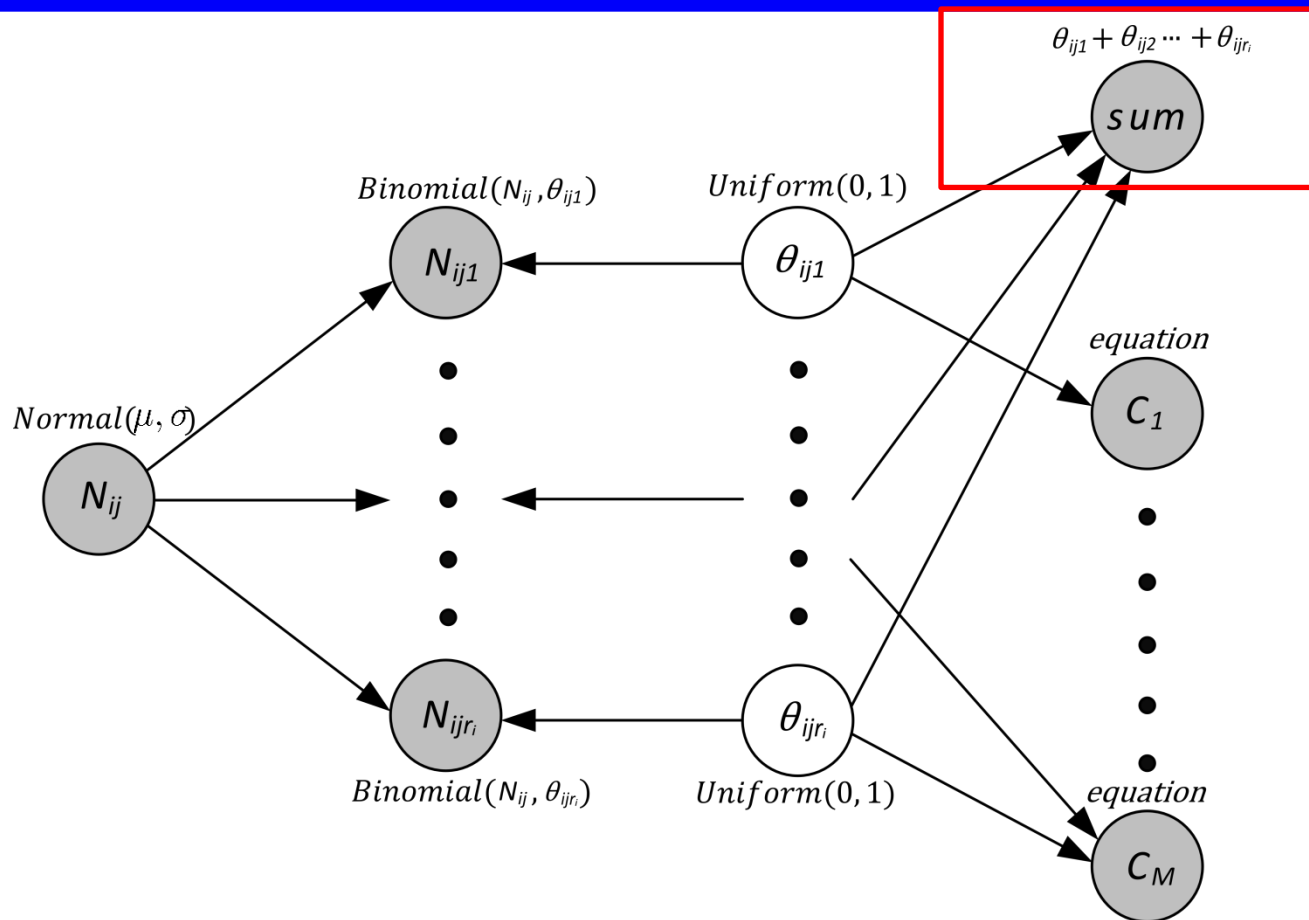 θij1 + θij2 ··· + θijri
sum
Binomial(Nij, θij1)
Uniform(0, 1)
Nij1
θij1
equation
C1
Normal(μ, σ)
Nij
Nijri
θijri
Binomial(Nij, θijri)
Uniform(0, 1)
equation
CM